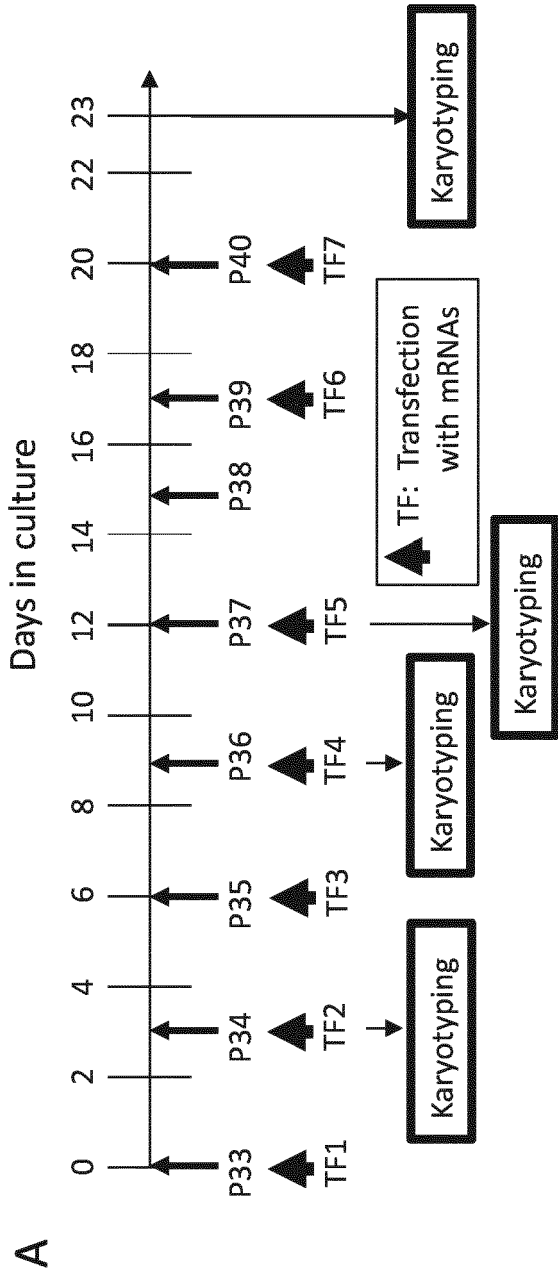 A
Days in culture
0 2 4 6 8 10 12 14 16 18 20 22 23
P33 P34 P35 P36 P37 P38 P39 P40
TF1 TF2 TF3 TF4 TF5 TF6 TF7
TF: Transfection
with mRNAs
Karyotyping
Karyotyping
Karyotyping
Karyotyping